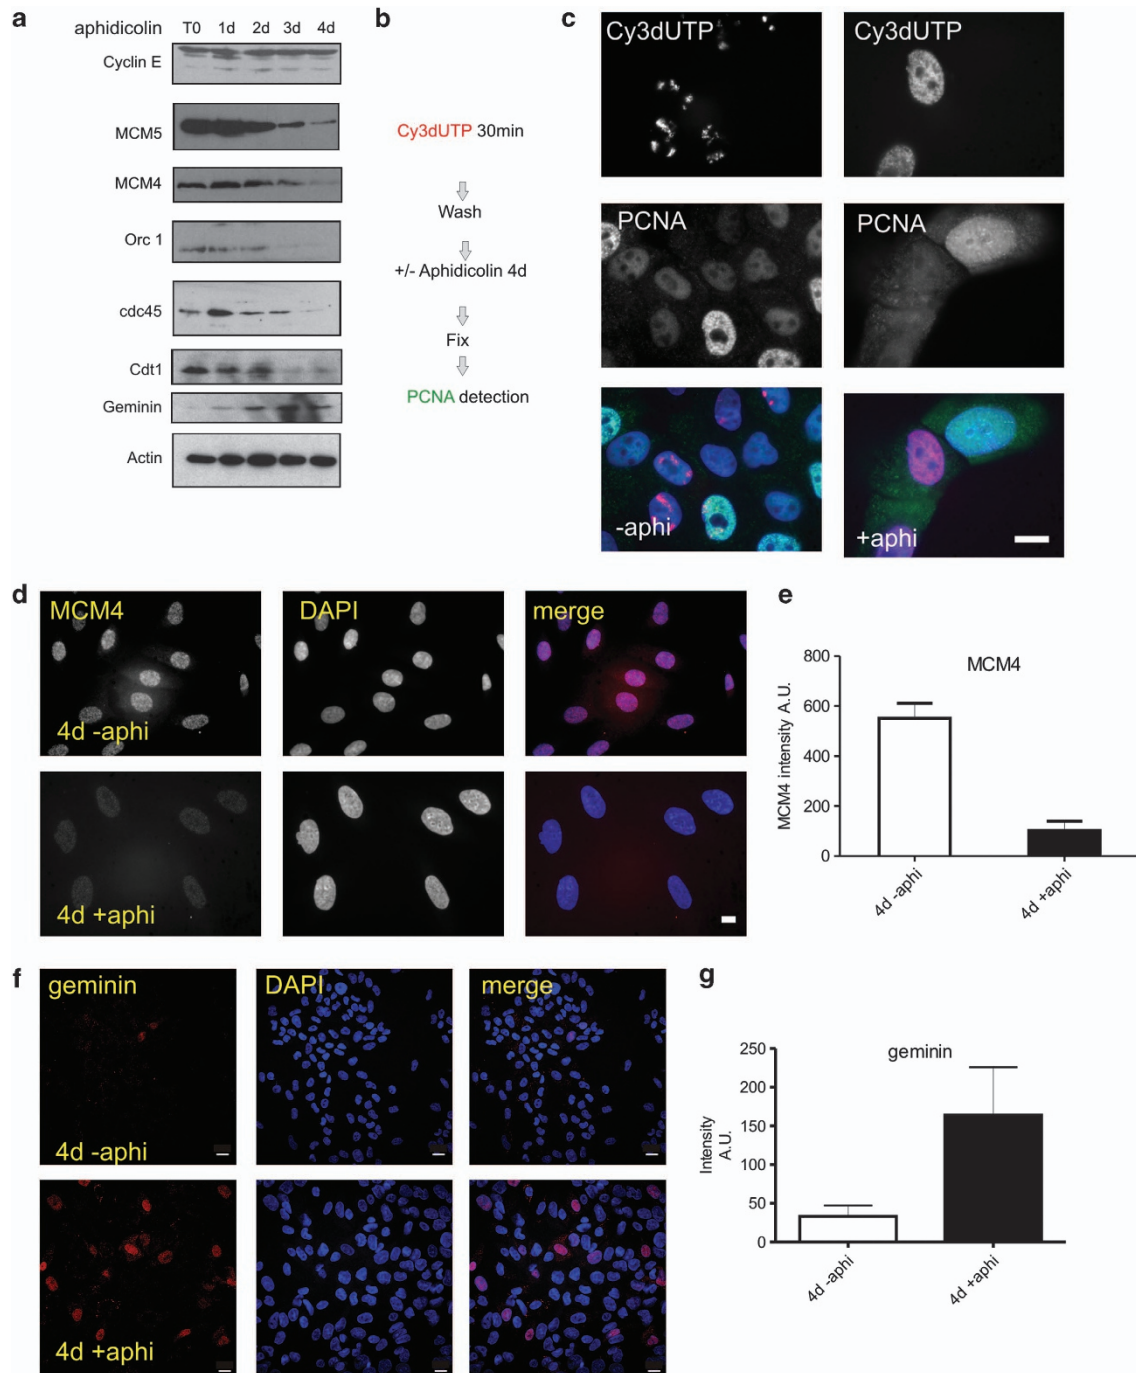 a
aphidicolin T0 1d 2d 3d 4d
Cyclin E
MCM5
MCM4
Orc 1
cdc45
Cdt1
Geminin
Actin
b
Cy3dUTP 30min
Wash
+/- Aphidicolin 4d
Fix
PCNA detection
c
Cy3dUTP Cy3dUTP
PCNA PCNA
-aphi +aphi
d
MCM4 DAPI merge
4d -aphi
4d +aphi
e
MCM4
MCM4 intensity A.U.
800
600
400
200
0
4d -aphi
4d +aphi
f
geminin DAPI merge
4d -aphi
4d +aphi
g
geminin
Intensity
A.U.
250
200
150
100
50
0
4d -aphi
4d +aphi